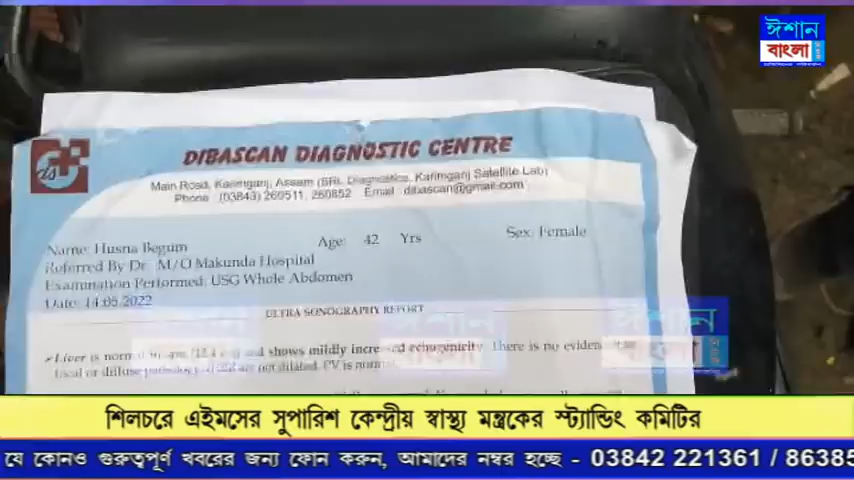 ঈশান
বাংলা
DIBASCAN DIAGNOSTIC CENTRE
Main Road, Karimganj, Assam (SRL Diagnostics, Karimganj Satellite Lab)
Phone : (03843) 260511, 260852 Email : dibascan@gmail.com
Name: Husna Begum Age: 42 Yrs Sex: Female
Referred By Dr. M/O Makunda Hospital
Examination Performed: USG Whole Abdomen
Date: 14.05.2022
ULTRA SONOGRAPHY REPORT
Liver is normal in and shows mildly increased echogenicity. There is no
focal or diffuse are not dilated. PV is
ঈশান
বাংলা
শিলচরে এইমসের সুপারিশ কেন্দ্রীয় স্বাস্থ্য মন্ত্রকের স্ট্যান্ডিং কমিটির
যে কোনও গুরুত্বপূর্ণ খবরের জন্য ফোন করুন, আমাদের নম্বর হচ্ছে - 03842 221361 / 86385